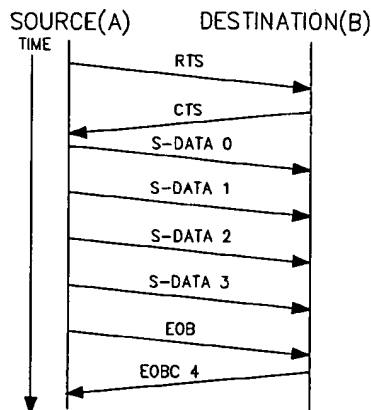 SOURCE(A) DESTINATION(B)
TIME
RTS
CTS
S-DATA 0
S-DATA 1
S-DATA 2
S-DATA 3
EOB
EOBC 4